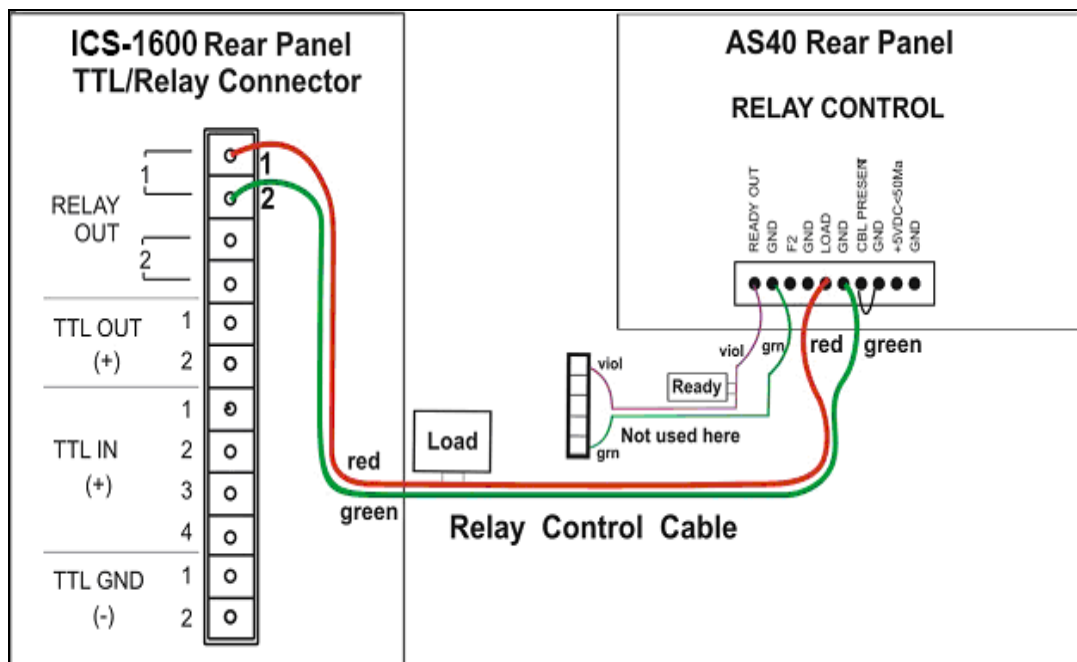 ICS-1600 Rear Panel
TTL/Relay Connector
RELAY
OUT
1
2
1
2
TTL OUT
(+)
1
2
TTL IN
(+)
1
2
3
4
TTL GND
(-)
1
2
AS40 Rear Panel
RELAY CONTROL
READY OUT
GND
F2
GND
LOAD
GND
CBL PRESENT
GND
+5VDC<50Ma
GND
viol
grn
red
green
viol
Ready
Not used here
grn
Load
red
green
Relay Control Cable